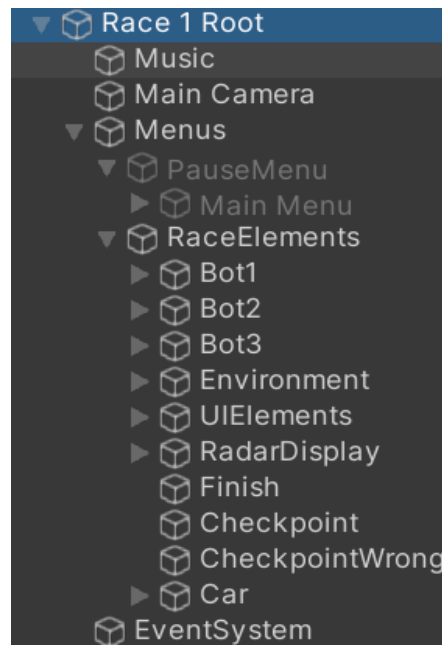 Race 1 Root
Music
Main Camera
Menus
PauseMenu
Main Menu
RaceElements
Bot1
Bot2
Bot3
Environment
UIElements
RadarDisplay
Finish
Checkpoint
CheckpointWrong
Car
EventSystem